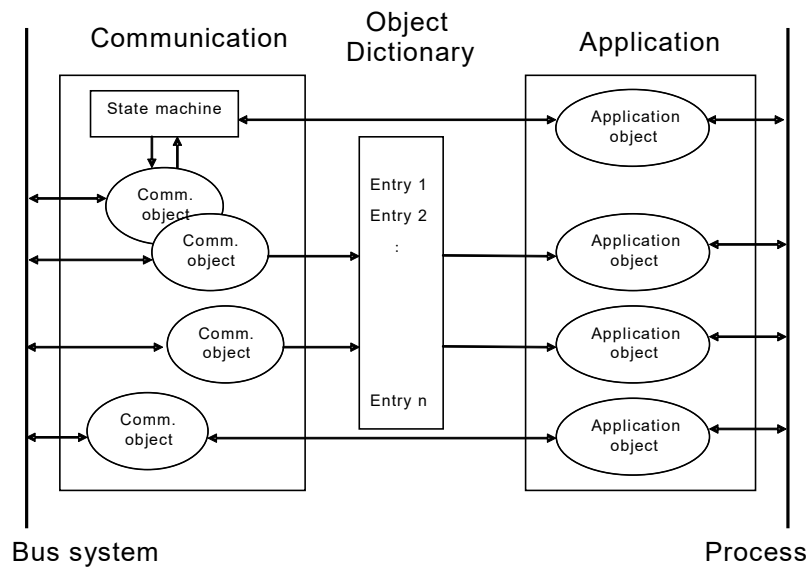 Communication
Object
Dictionary
Application
State machine
Application
object
Comm.
object
Entry 1
Entry 2
:
Comm.
object
Application
object
Comm.
object
Application
object
Entry n
Comm.
object
Application
object
Bus system
Process